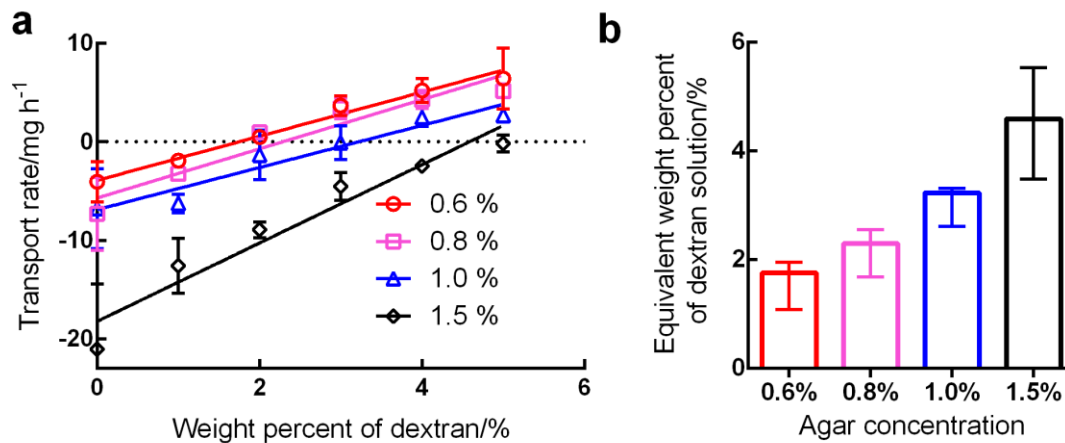 a
Transport rate/mg h-1
10
0
-10
-20
0
2
4
6
Weight percent of dextran/%
0.6 %
0.8 %
1.0 %
1.5 %
b
Equivalent weight percent
of dextran solution/%
6
4
2
0
0.6%
0.8%
1.0%
1.5%
Agar concentration